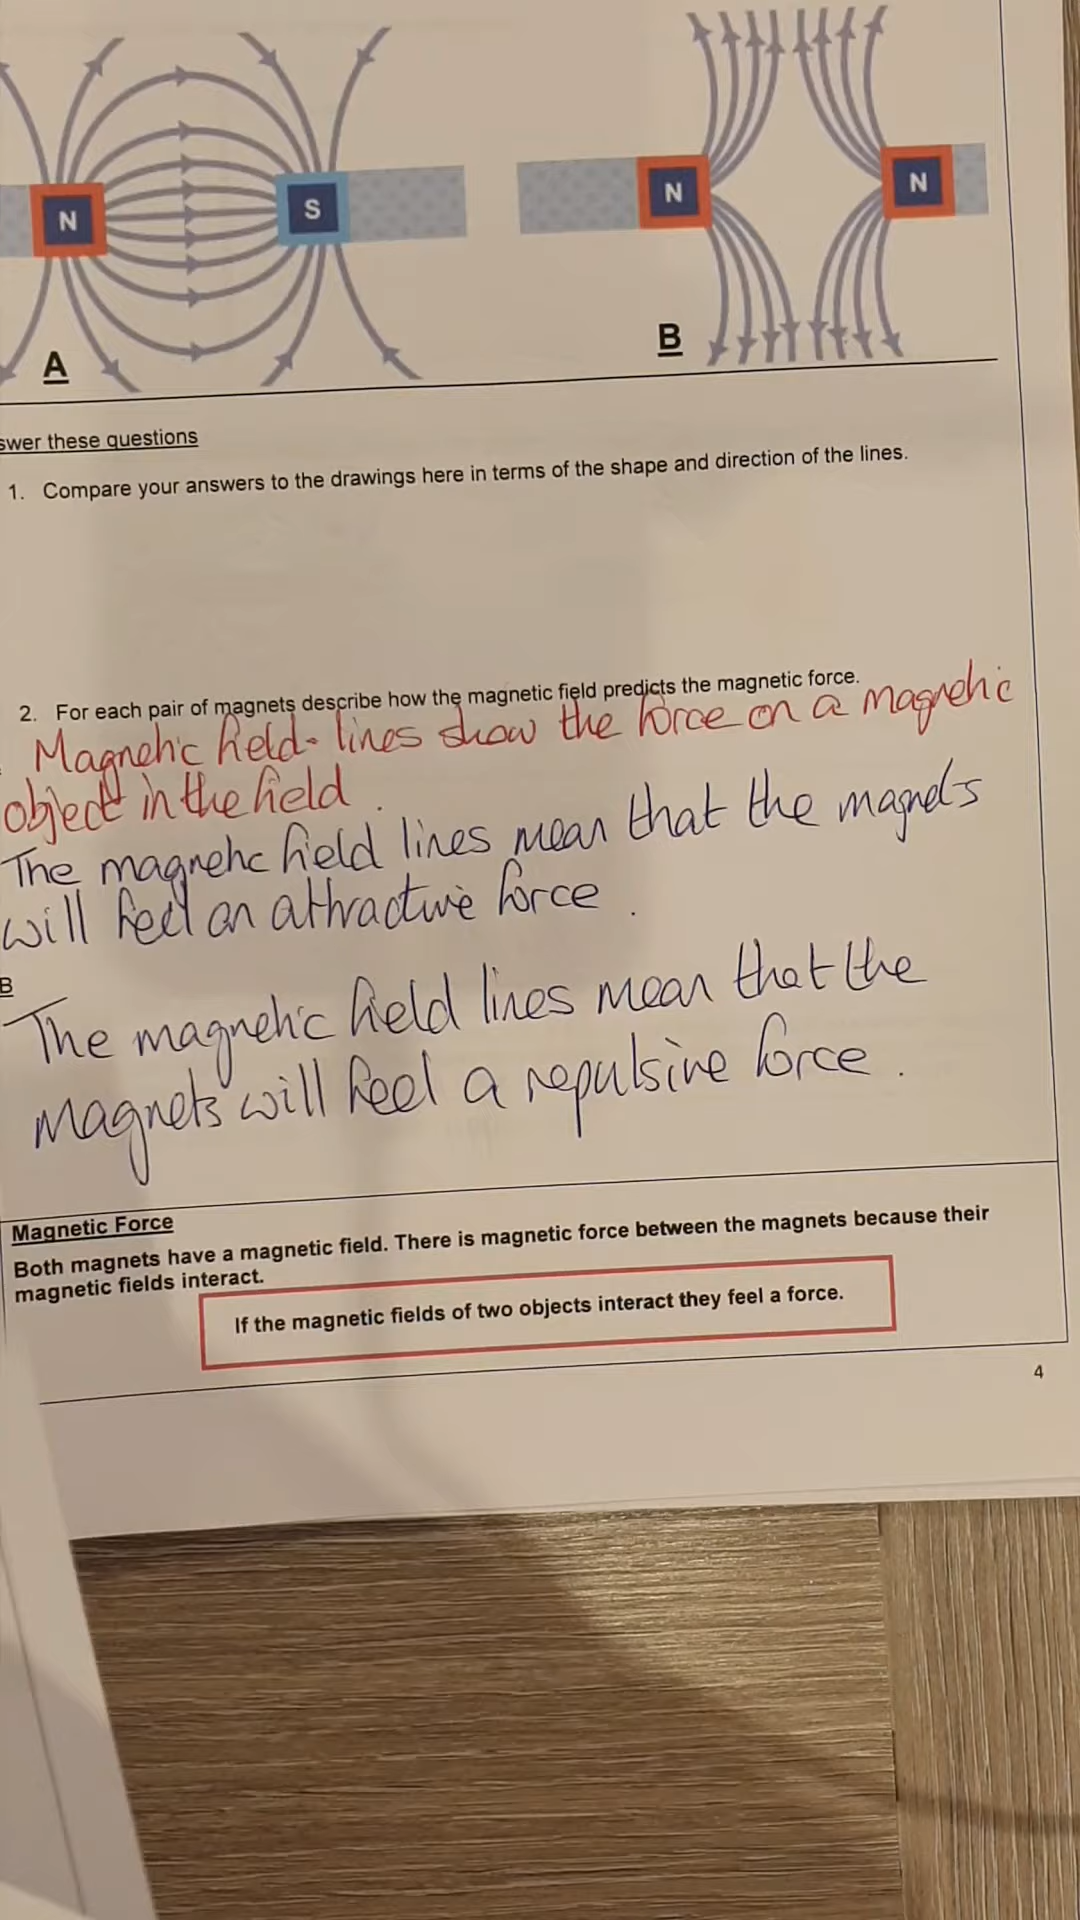 N S N N
A B
swer these questions
1. Compare your answers to the drawings here in terms of the shape and direction of the lines.
2. For each pair of magnets describe how the magnetic field predicts the magnetic force.
Magnetic field lines show the force on a magnetic
object in the field.
The magnetic field lines mean that the magnets
will feel an attractive force.
B
The magnetic field lines mean that the
magnets will feel a repulsive force.
Magnetic Force
Both magnets have a magnetic field. There is magnetic force between the magnets because their
magnetic fields interact.
If the magnetic fields of two objects interact they feel a force.
4